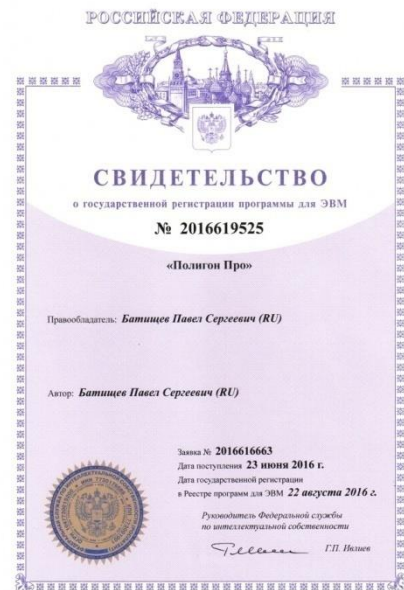 РОССИЙСКАЯ ФЕДЕРАЦИЯ
СВИДЕТЕЛЬСТВО
о государственной регистрации программы для ЭВМ
№ 2016619525
«Полигон Про»
Правообладатель: Батищев Павел Сергеевич (RU)
Автор: Батищев Павел Сергеевич (RU)
Заявка № 2016616663
Дата поступления 23 июня 2016 г.
Дата государственной регистрации
в Реестре программ для ЭВМ 22 августа 2016 г.
Руководитель Федеральной службы
по интеллектуальной собственности
Г.П. Ивлиев